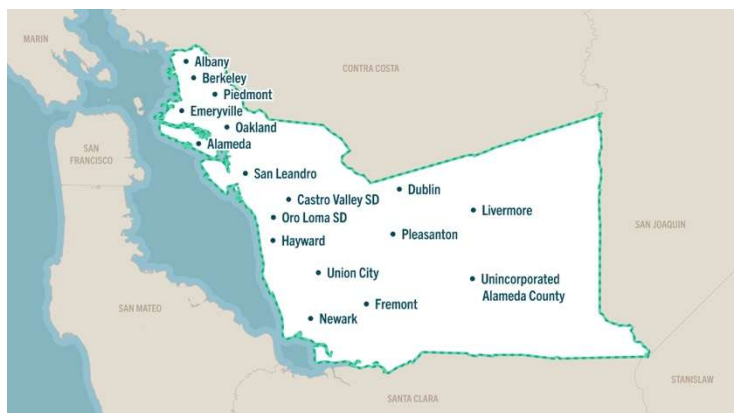 MARIN
Albany
CONTRA COSTA
Berkeley
Piedmont
Emeryville
Oakland
Alameda
SAN
FRANCISCO
San Leandro
Dublin
Castro Valley SD
Livermore
Oro Loma SD
SAN JOAQUIN
Pleasanton
Hayward
Union City
Unincorporated
Alameda County
Fremont
SAN MATEO
Newark
STANISLAW
SANTA CLARA